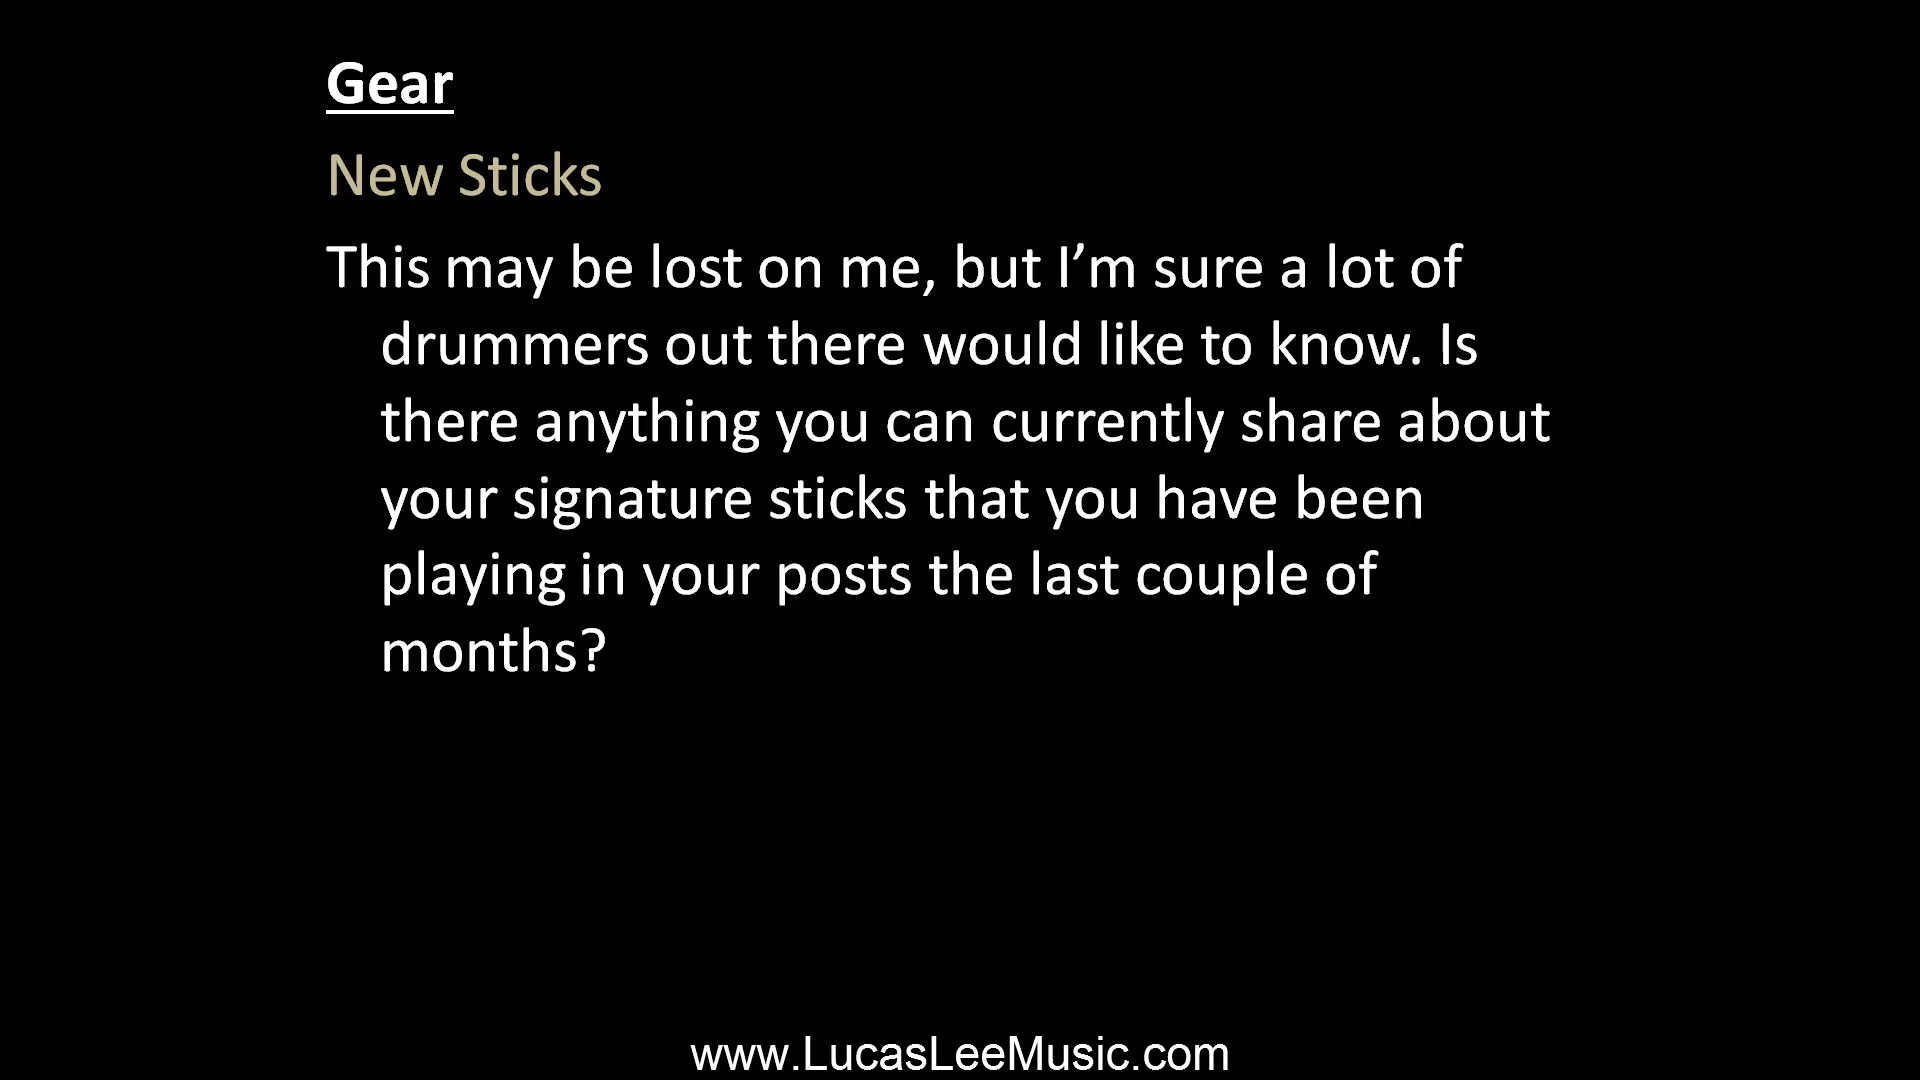 Gear
New Sticks
This may be lost on me, but I’m sure a lot of
drummers out there would like to know. Is
there anything you can currently share about
your signature sticks that you have been
playing in your posts the last couple of
months?
www.LucasLeeMusic.com